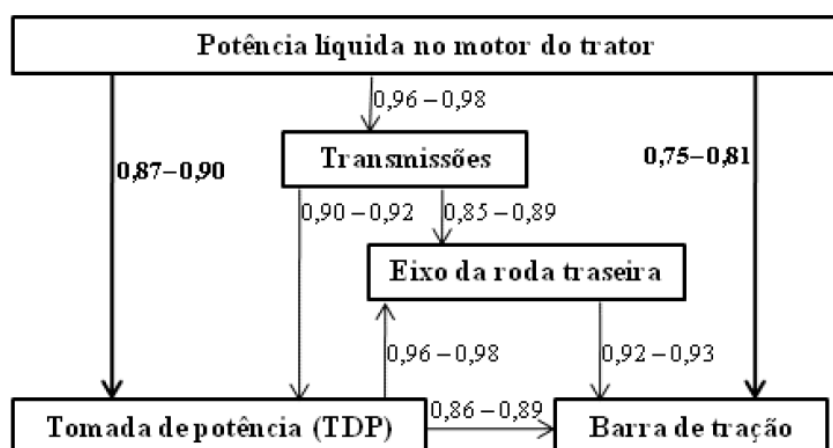 Potência líquida no motor do trator
0,96 – 0,98
0,87–0,90
Transmissões
0,75–0,81
0,90 – 0,92
0,85 – 0,89
Eixo da roda traseira
0,96 – 0,98
0,92 – 0,93
Tomada de potência (TDP)
0,86 – 0,89
Barra de tração